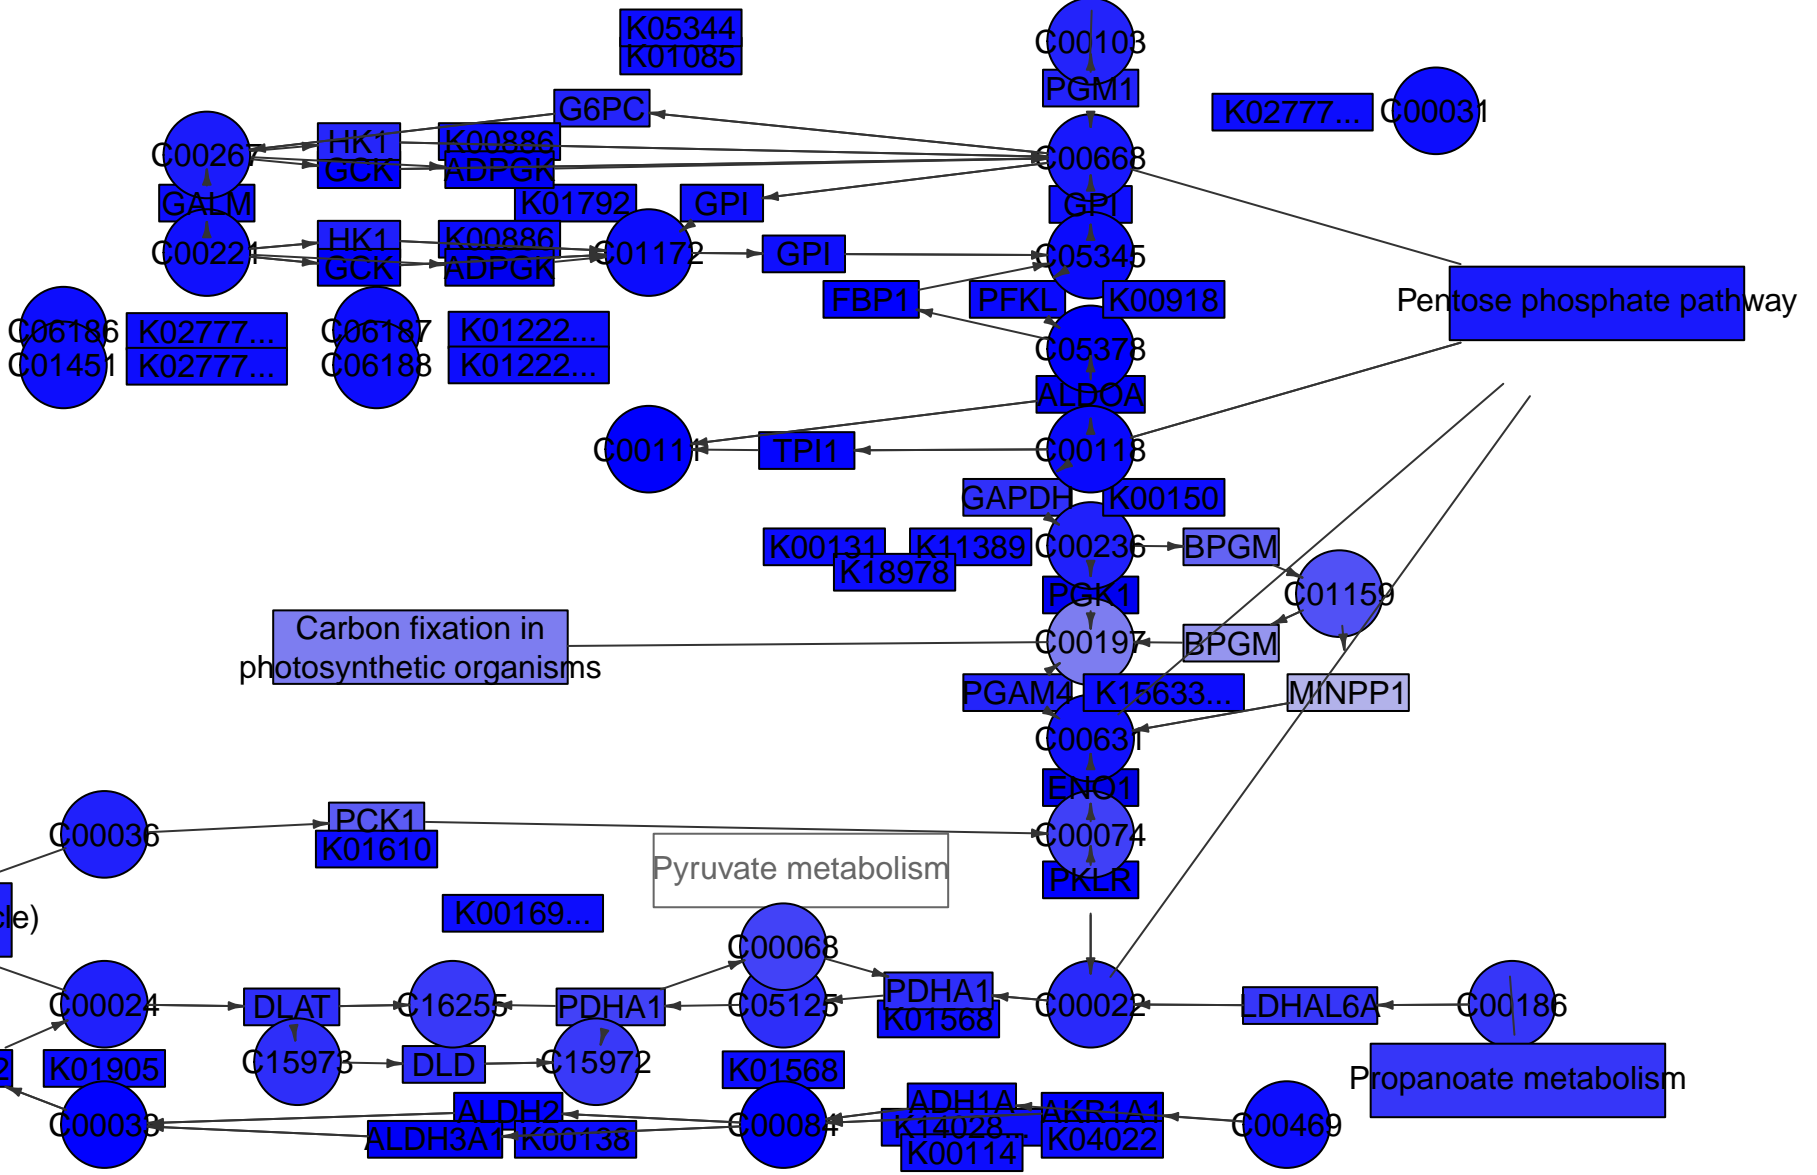 K05344
C00103
K01085
PGM1
G6PC
K02777...
C00031
HK1
K00886
C00267
C00668
GCK
ADPGK
GALM
K01792
GPI
GPI
HK1
K00886
C00221
C01172
GPI
C05345
GCK
ADPGK
FBP1
PFKL
K00918
Pentose phosphate pathway
C06186
K02777...
C06187
K01222...
C05378
C01451
K02777...
C06188
K01222...
ALDOA
C00111
TPI1
C00118
GAPDH
K00150
K00131
K11389
C00236
BPGM
K18978
PGK1
C01159
Carbon fixation in
photosynthetic organisms
C00197
BPGM
PGAM4
K15633...
MINPP1
C00631
ENO1
C00036
PCK1
C00074
K01610
Pyruvate metabolism
PKLR
cle)
K00169...
C00068
C00024
DLAT
C16255
PDHA1
C05125
PDHA1
C00022
LDHAL6A
C00186
K01568
2
K01905
C15973
DLD
C15972
K01568
Propanoate metabolism
C00033
ALDH2
C00084
ADH1A
AKR1A1
C00469
ALDH3A1
K00138
K14028...
K04022
K00114